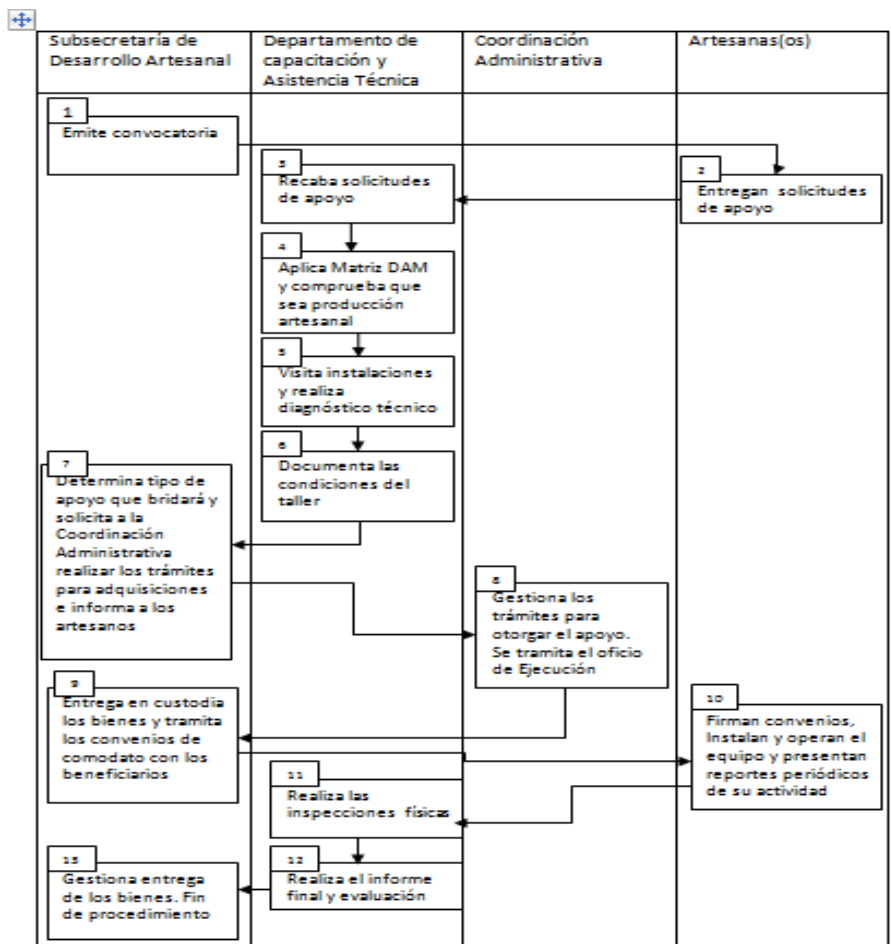 Subsecretaría de
Desarrollo Artesanal
Departamento de
capacitación y
Asistencia Técnica
Coordinación
Administrativa
Artesanas(os)
1
Emite convocatoria
2
Entregan solicitudes
de apoyo
3
Recaba solicitudes
de apoyo
4
Aplica Matriz DAM
y comprueba que
sea producción
artesanal
5
Visita instalaciones
y realiza
diagnóstico técnico
6
Documenta las
condiciones del
taller
7
Determina tipo de
apoyo que bridará y
solicita a la
Coordinación
Administrativa
realizar los trámites
para adquisiciones
e informa a los
artesanos
8
Gestiona los
trámites para
otorgar el apoyo.
Se tramita el oficio
de Ejecución
9
Entrega en custodia
los bienes y tramita
los convenios de
comodato con los
beneficiarios
10
Firman convenios,
Instalan y operan el
equipo y presentan
reportes periódicos
de su actividad
11
Realiza las
inspecciones físicas
12
Realiza el informe
final y evaluación
13
Gestiona entrega
de los bienes. Fin
de procedimiento